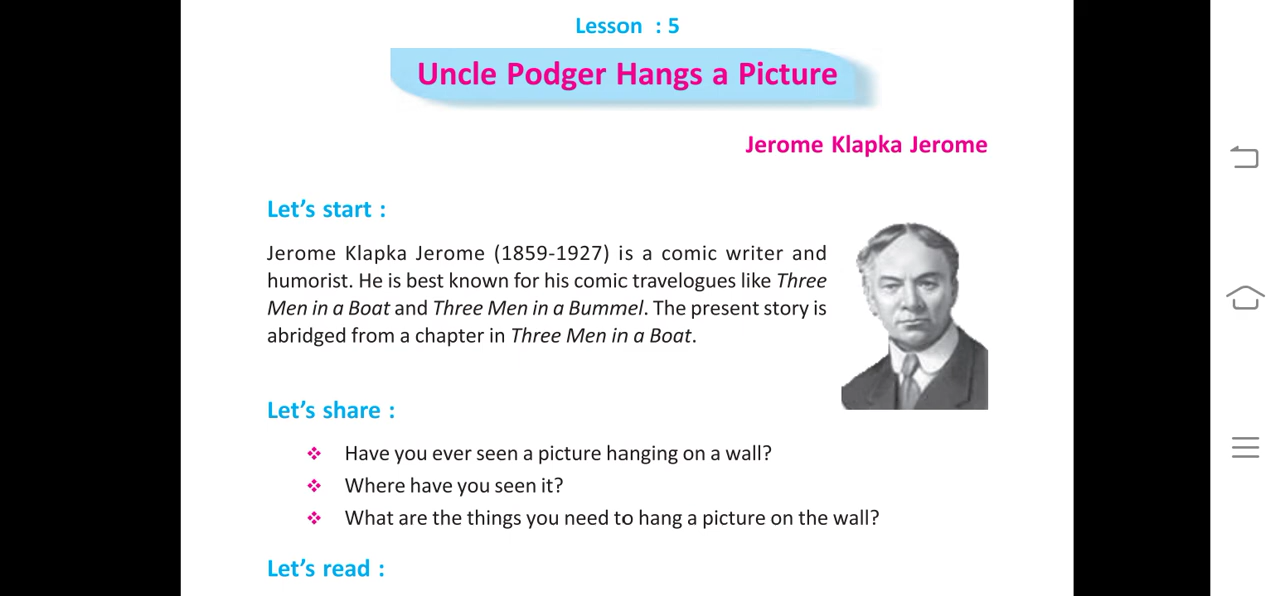 Lesson : 5
Uncle Podger Hangs a Picture
Jerome Klapka Jerome
Let's start :
Jerome Klapka Jerome (1859-1927) is a comic writer and
humorist. He is best known for his comic travelogues like Three
Men in a Boat and Three Men in a Bummel. The present story is
abridged from a chapter in Three Men in a Boat.
Let's share :
❖ Have you ever seen a picture hanging on a wall?
❖ Where have you seen it?
❖ What are the things you need to hang a picture on the wall?
Let's read :